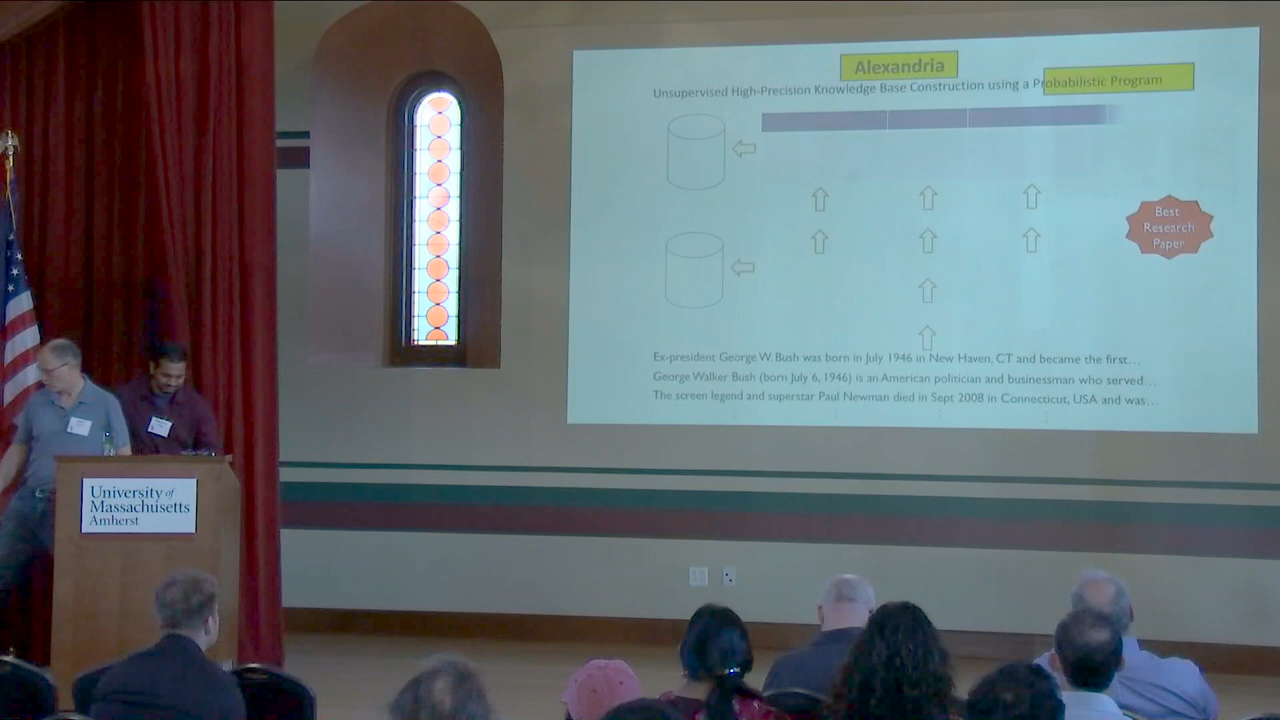 Alexandria
Unsupervised High-Precision Knowledge Base Construction using a Probabilistic Program
Best
Research
Paper
Ex-president George W. Bush was born in July 1946 in New Haven, CT and became the first…
George Walker Bush (born July 6, 1946) is an American politician and businessman who served…
The screen legend and superstar Paul Newman died in Sept 2008 in Connecticut, USA and was…
University of
Massachusetts
Amherst